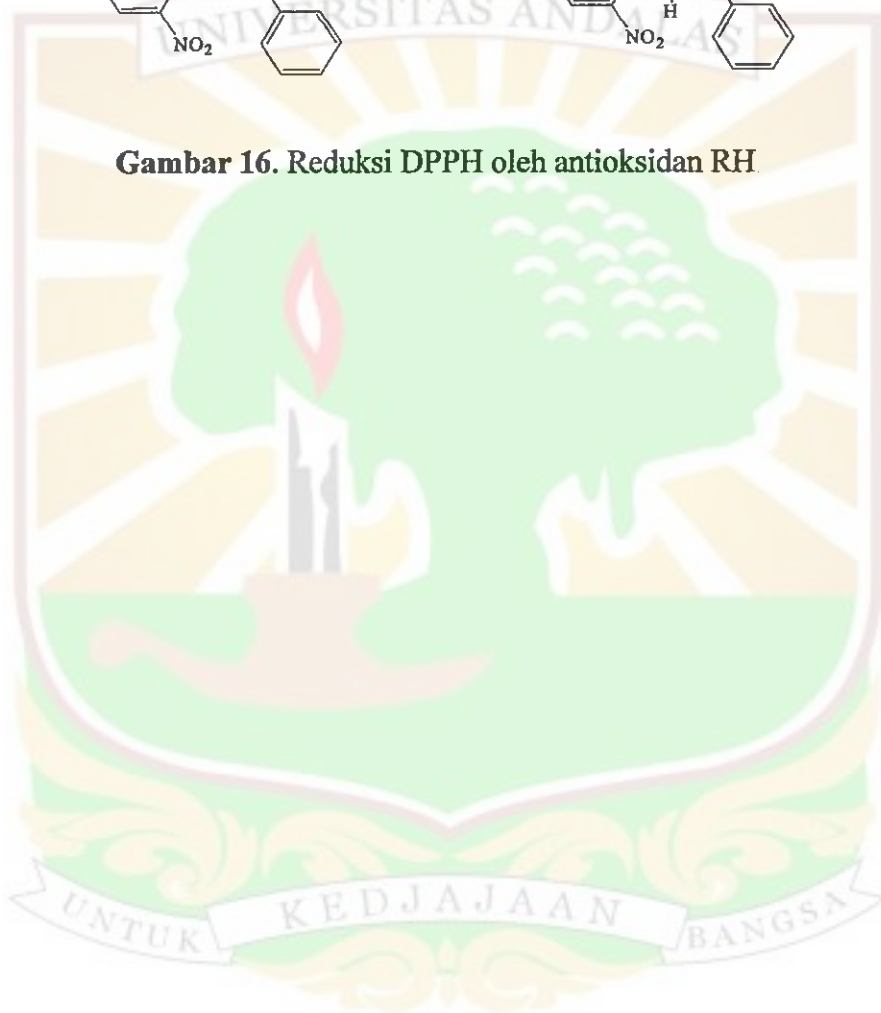 UNIVERSITAS ANDALAS
H
NO₂
NO₂
Gambar 16. Reduksi DPPH oleh antioksidan RH
UNTUK KEDJAJAAN BANGSA